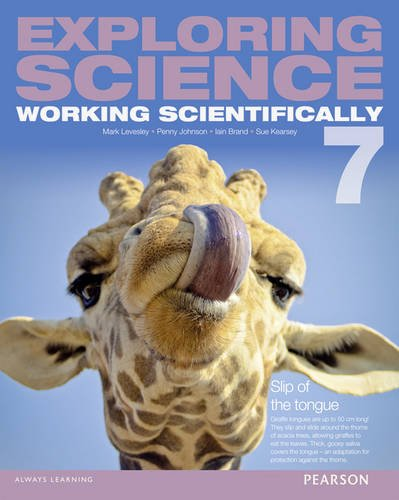 EXPLORING
SCIENCE
WORKING SCIENTIFICALLY
Mark Levesley • Penny Johnson • Iain Brand • Sue Kearsey
7
Slip of
the tongue
Giraffe tongues are up to 50 cm long!
They slip and slide around the thorns
of acacia trees, allowing giraffes to
eat the leaves. Thick, gooey saliva
covers the tongue – an adaptation for
protection against the thorns.
ALWAYS LEARNING
PEARSON